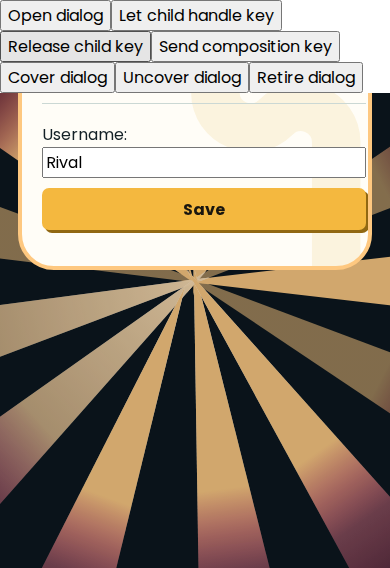 Open dialog Let child handle key
Release child key Send composition key
Cover dialog Uncover dialog Retire dialog
Username:
Rival
Save